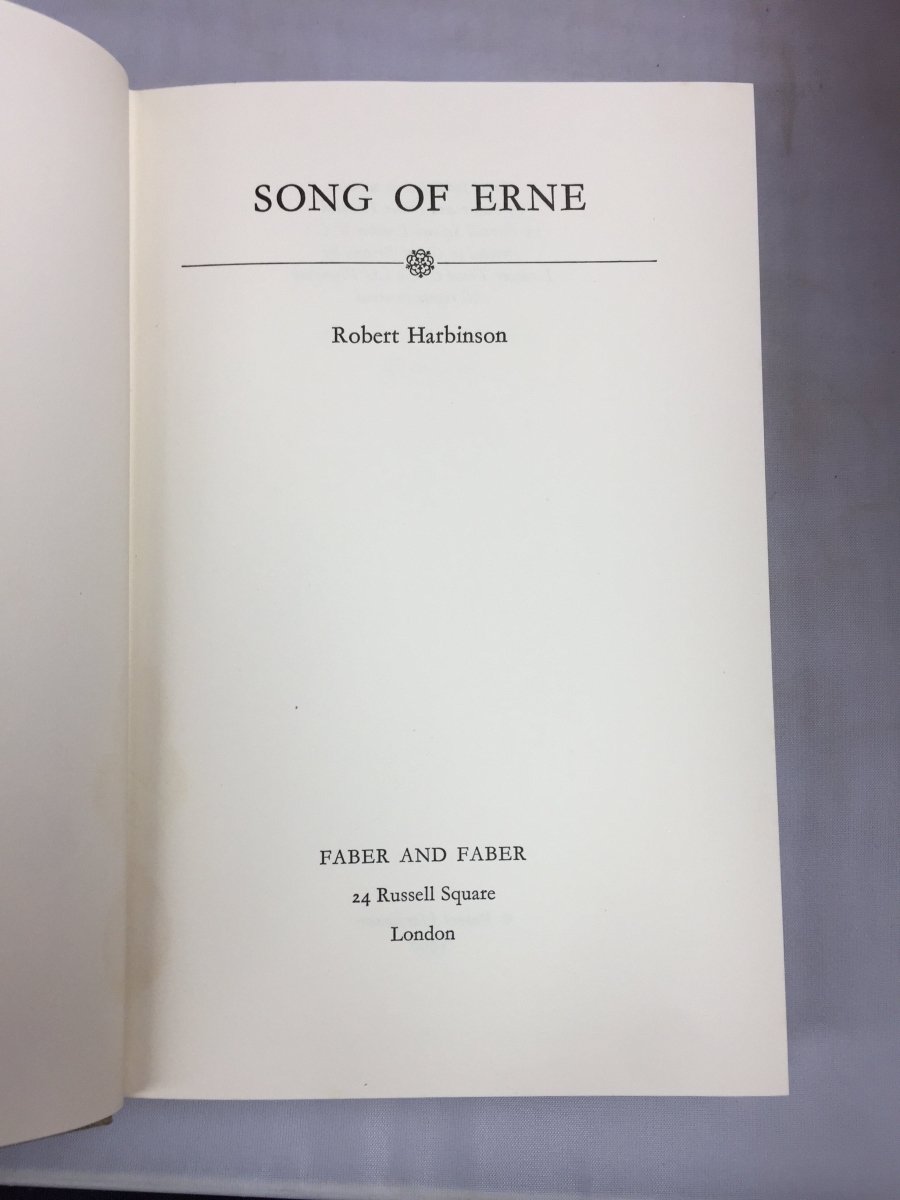 SONG OF ERNE
Robert Harbinson
FABER AND FABER
24 Russell Square
London